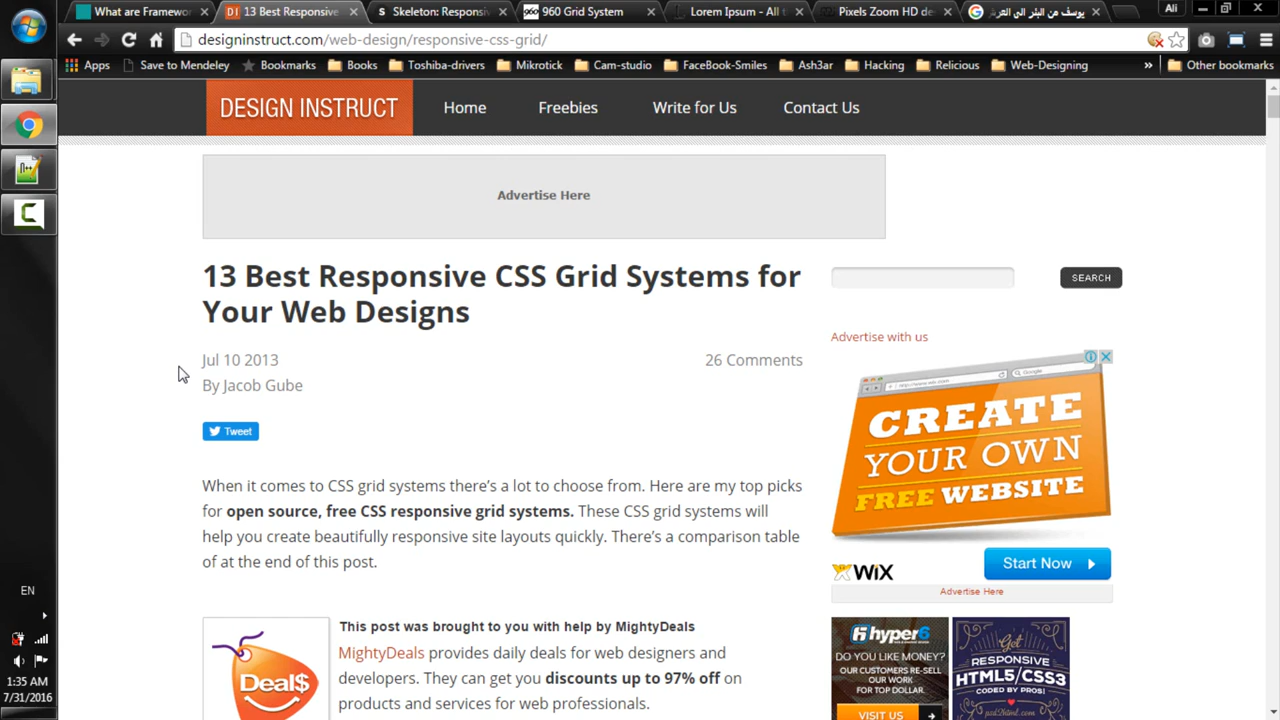 What are Framewor
13 Best Responsive
Skeleton: Responsi
960 Grid System
Lorem Ipsum - All t
Pixels Zoom HD de
يوسف من البئر الى العرش
Ali
designinstruct.com/web-design/responsive-css-grid/
Apps
Save to Mendeley
Bookmarks
Books
Toshiba-drivers
Mikrotick
Cam-studio
FaceBook-Smiles
Ash3ar
Hacking
Relicious
Web-Designing
»
Other bookmarks
DESIGN INSTRUCT
Home
Freebies
Write for Us
Contact Us
Advertise Here
13 Best Responsive CSS Grid Systems for
Your Web Designs
SEARCH
Jul 10 2013
26 Comments
By Jacob Gube
Tweet
When it comes to CSS grid systems there's a lot to choose from. Here are my top picks
for open source, free CSS responsive grid systems. These CSS grid systems will
help you create beautifully responsive site layouts quickly. There's a comparison table
of at the end of this post.
This post was brought to you with help by MightyDeals
MightyDeals provides daily deals for web designers and
developers. They can get you discounts up to 97% off on
products and services for web professionals.
Deal$
Advertise with us
Google
CREATE
YOUR OWN
FREE WEBSITE
WIX
Start Now
Advertise Here
hyper6
DO YOU LIKE MONEY?
OUR CUSTOMERS RE-SELL
OUR WORK
FOR TOP DOLLAR.
VISIT US
Get
RESPONSIVE
HTML5/CSS3
CODED BY PROS!
psd2html.com
EN
1:35 AM
7/31/2016